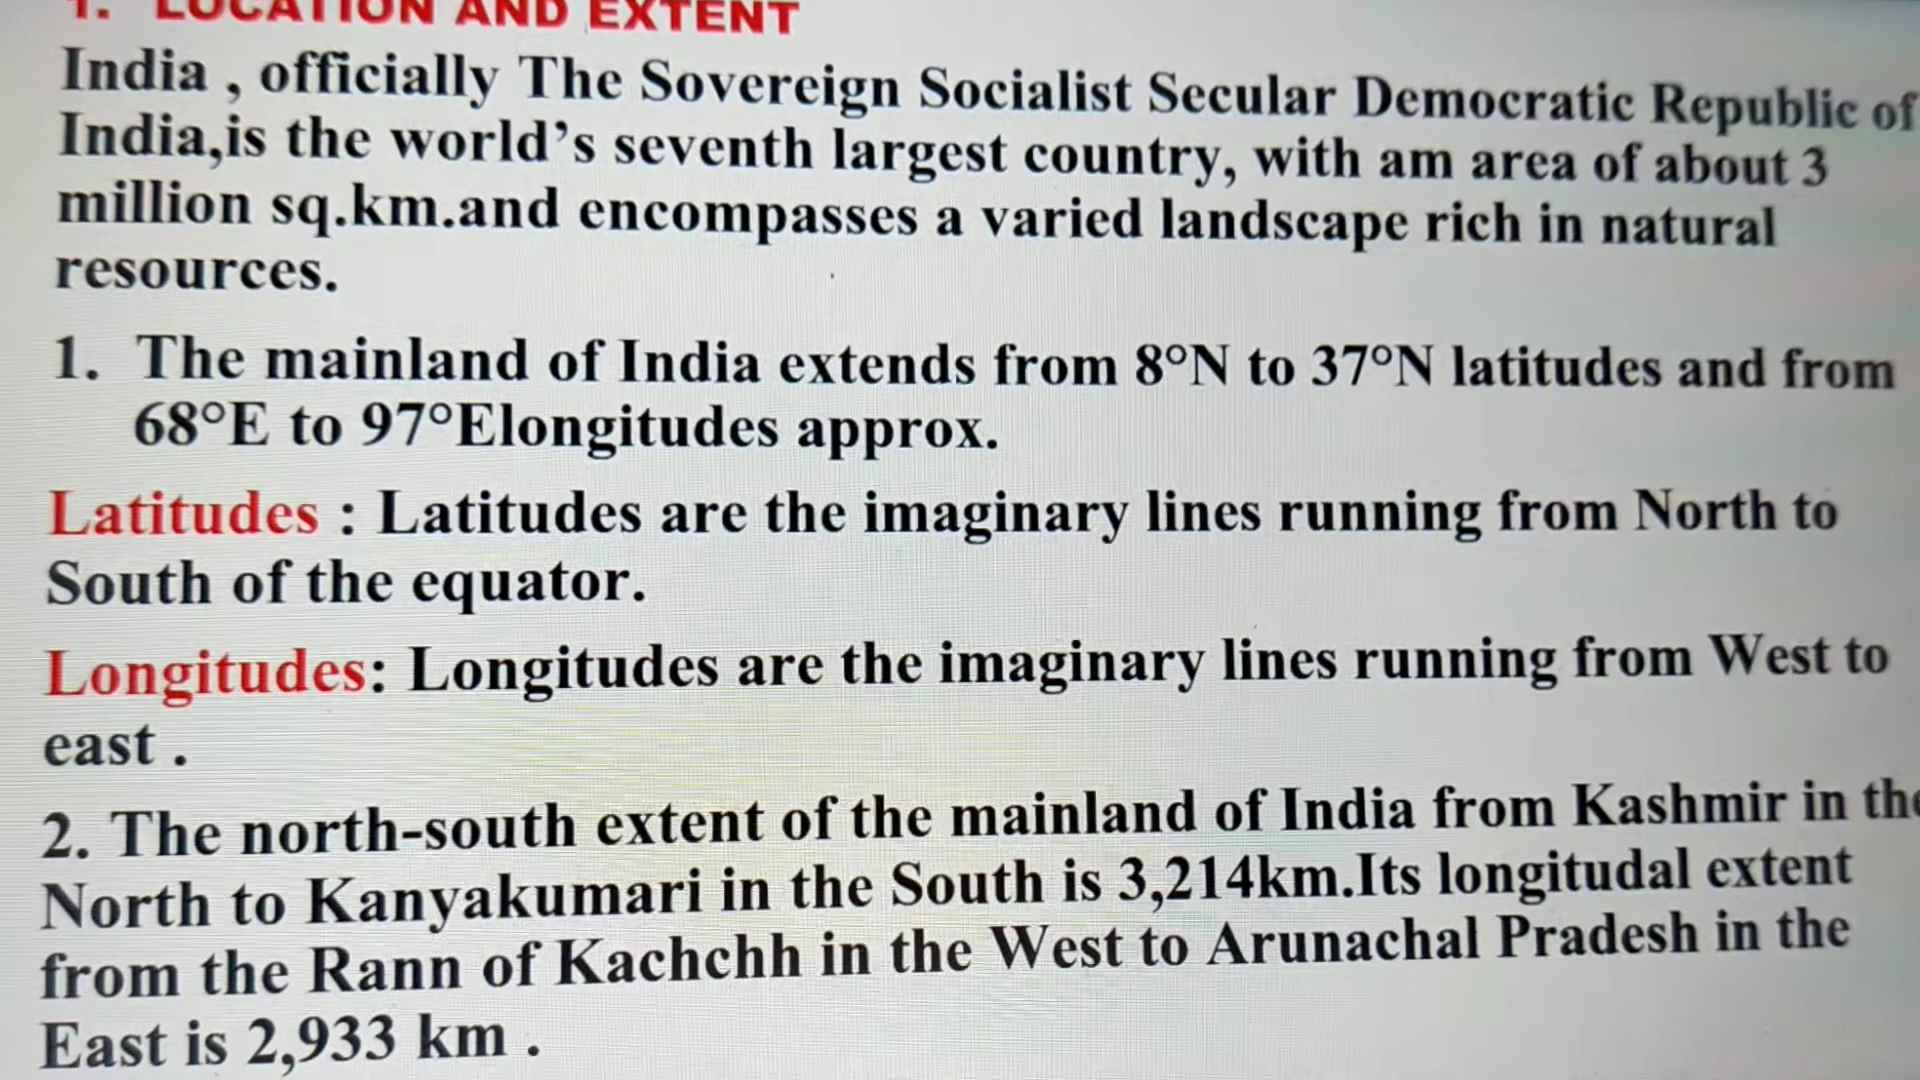 1. LOCATION AND EXTENT
India , officially The Sovereign Socialist Secular Democratic Republic of
India,is the world's seventh largest country, with am area of about 3
million sq.km.and encompasses a varied landscape rich in natural
resources.
1. The mainland of India extends from 8°N to 37°N latitudes and from
68°E to 97°Elongitudes approx.
Latitudes : Latitudes are the imaginary lines running from North to
South of the equator.
Longitudes: Longitudes are the imaginary lines running from West to
east .
2. The north-south extent of the mainland of India from Kashmir in the
North to Kanyakumari in the South is 3,214km.Its longitudal extent
from the Rann of Kachchh in the West to Arunachal Pradesh in the
East is 2,933 km .